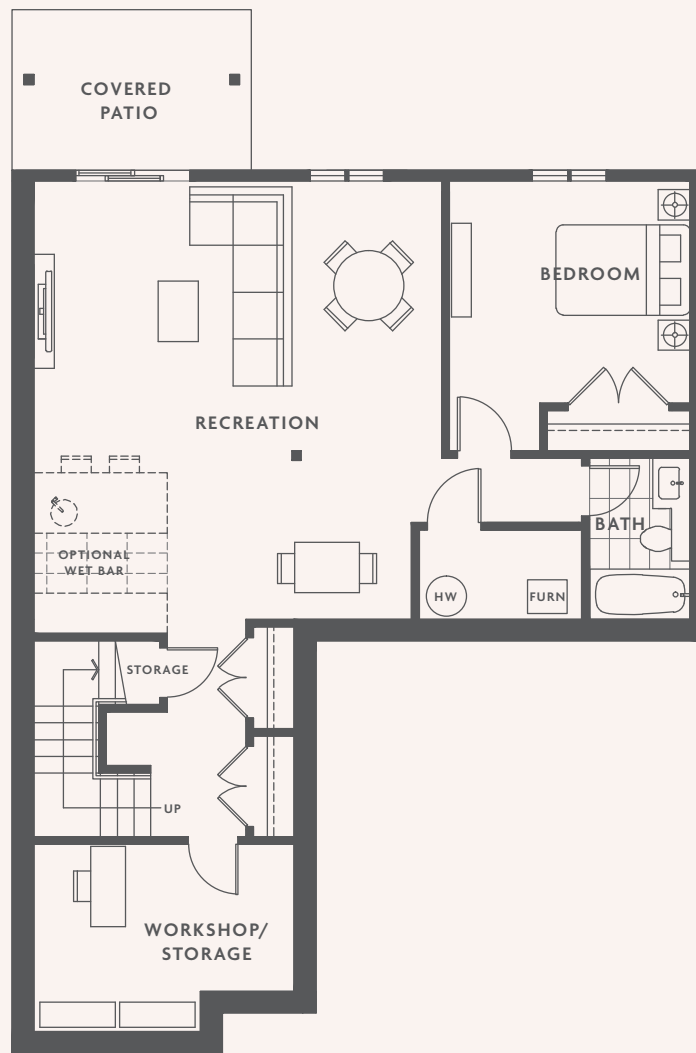 COVERED
PATIO
BEDROOM
RECREATION
BATH
OPTIONAL
WET BAR
HW
FURN
STORAGE
UP
WORKSHOP/
STORAGE